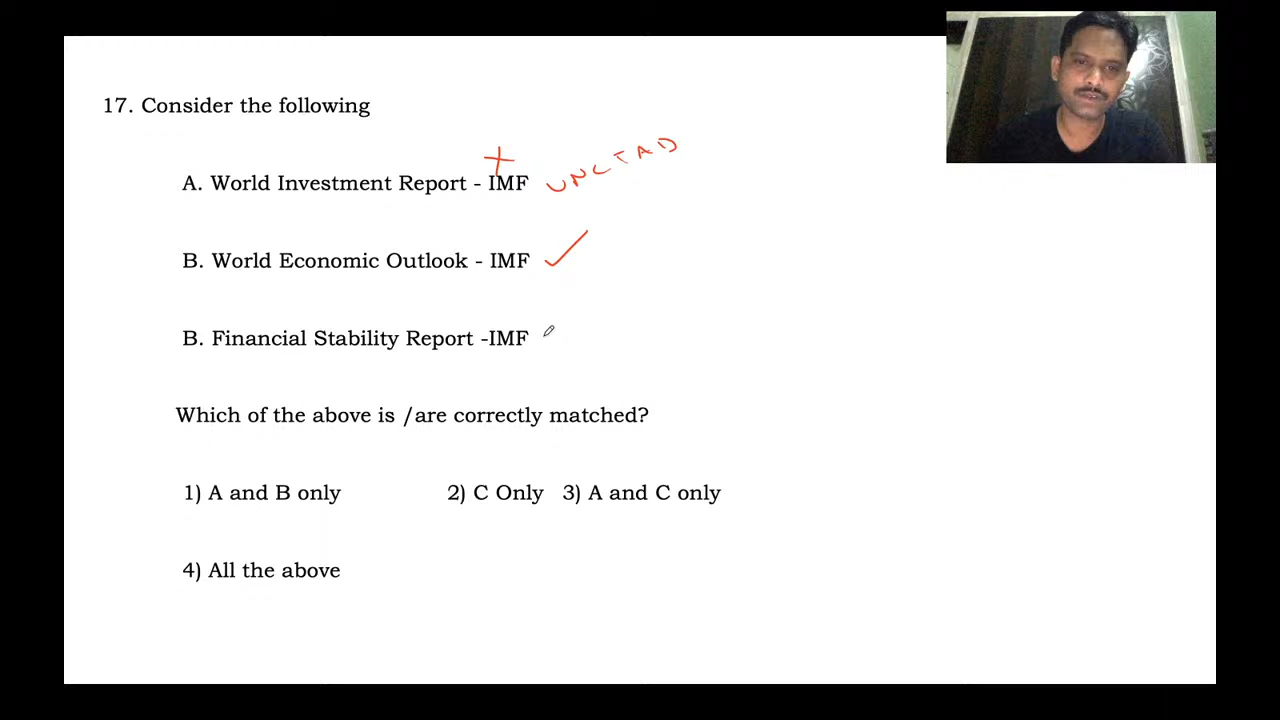 17. Consider the following
A. World Investment Report - IMF UNCTAD
B. World Economic Outlook - IMF
B. Financial Stability Report -IMF
Which of the above is /are correctly matched?
1) A and B only 2) C Only 3) A and C only
4) All the above